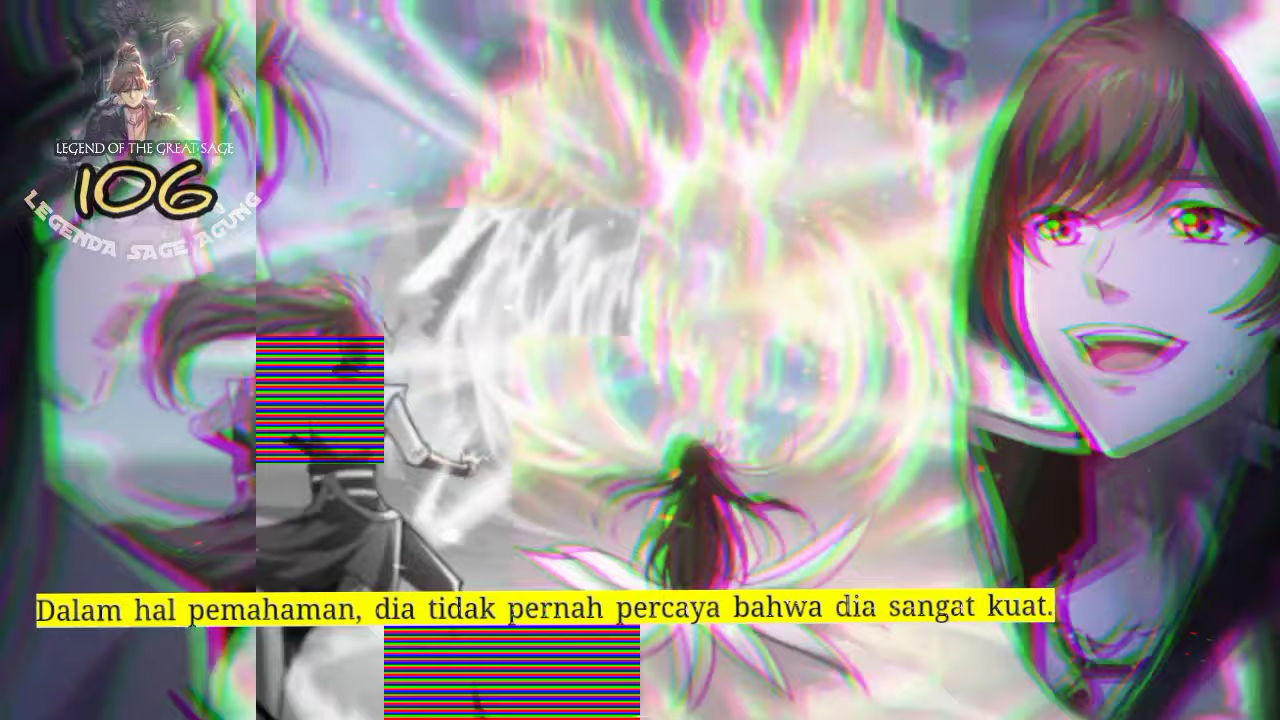 LEGEND OF THE GREAT SAGE
106
LEGENDA SAGE AGUNG
Dalam hal pemahaman, dia tidak pernah percaya bahwa dia sangat kuat.